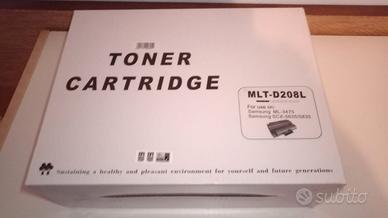 TONER
CARTRIDGE
MLT-D208L
For use on:
Samsung ML-3475
Samsung SCX-5635/5835
Sustaining a healthy and pleasant environment for yourself and future generations
subito